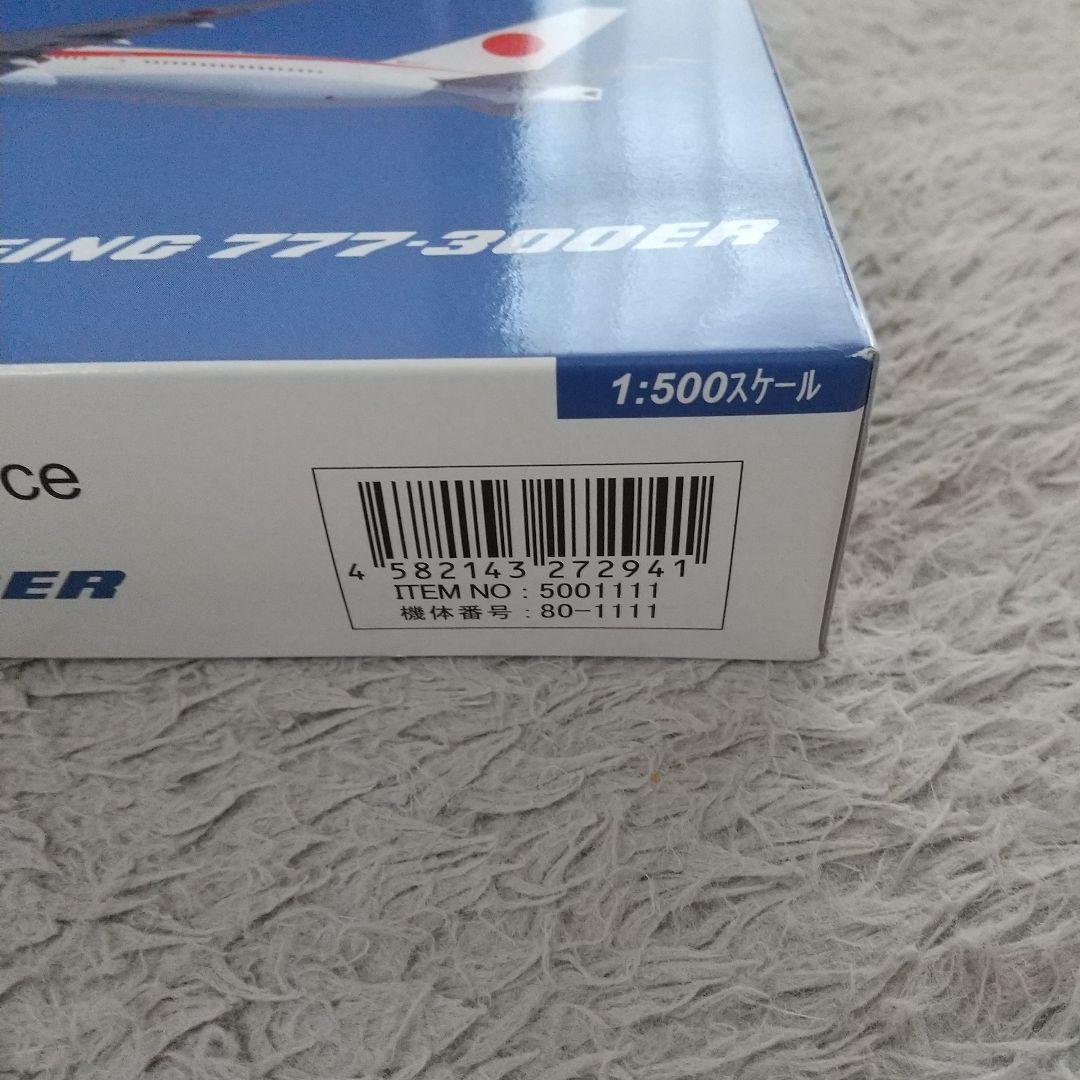 EING 777-300ER
1:500スケール
ce
ER
4 582143 272941
ITEM NO : 5001111
機体番号 : 80-1111